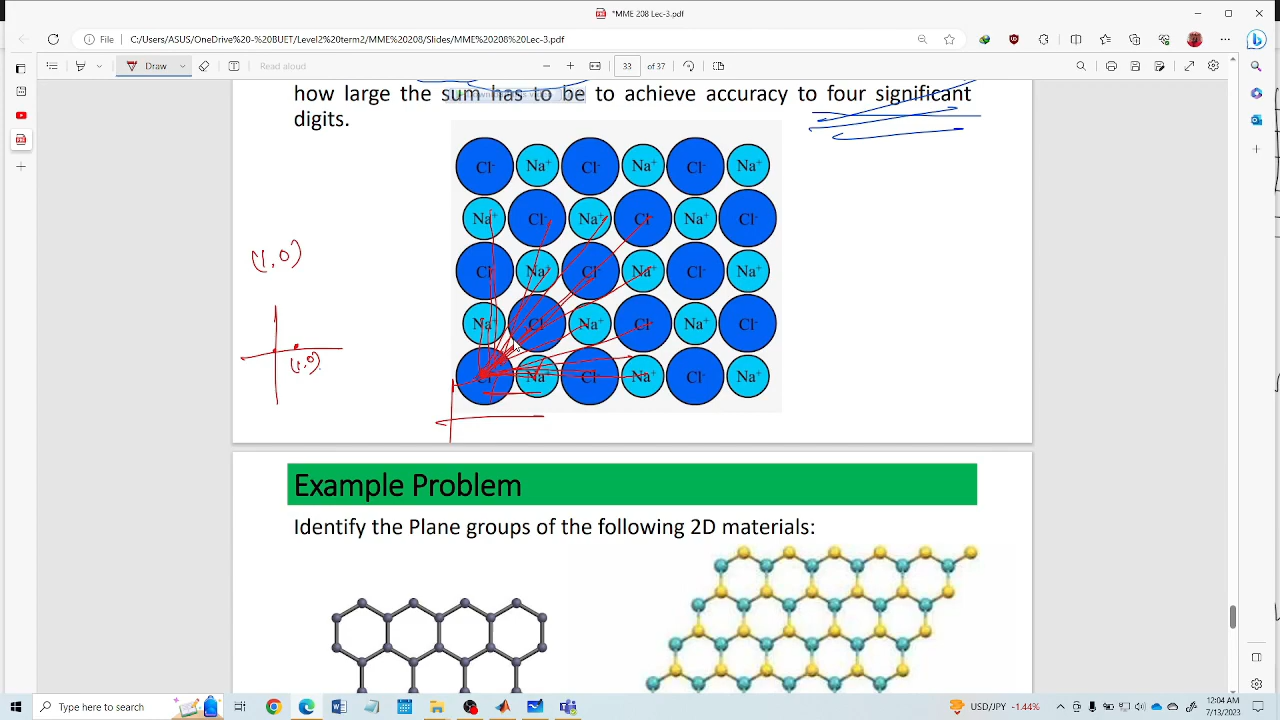 *MME 208 Lec-3.pdf
File C:/Users/ASUS/OneDrive%20-%20BUET/Level%202term2/MME%20208/Slides/MME%20208%20Lec-3.pdf
Draw Read aloud 33 of 37
how large the sum has to be to achieve accuracy to four significant
digits.
Cl- Na+ Cl- Na+ Cl- Na+
Na+ Cl- Na+ Cl- Na+ Cl-
(1,0)
Cl- Na+ Cl- Na+ Cl- Na+
Na+ Cl- Na+ Cl- Na+ Cl-
(1,0)
Cl- Na+ Cl- Na+ Cl- Na+
Example Problem
Identify the Plane groups of the following 2D materials:
Type here to search
USD/JPY -1.44%
12:04 AM
7/13/2023